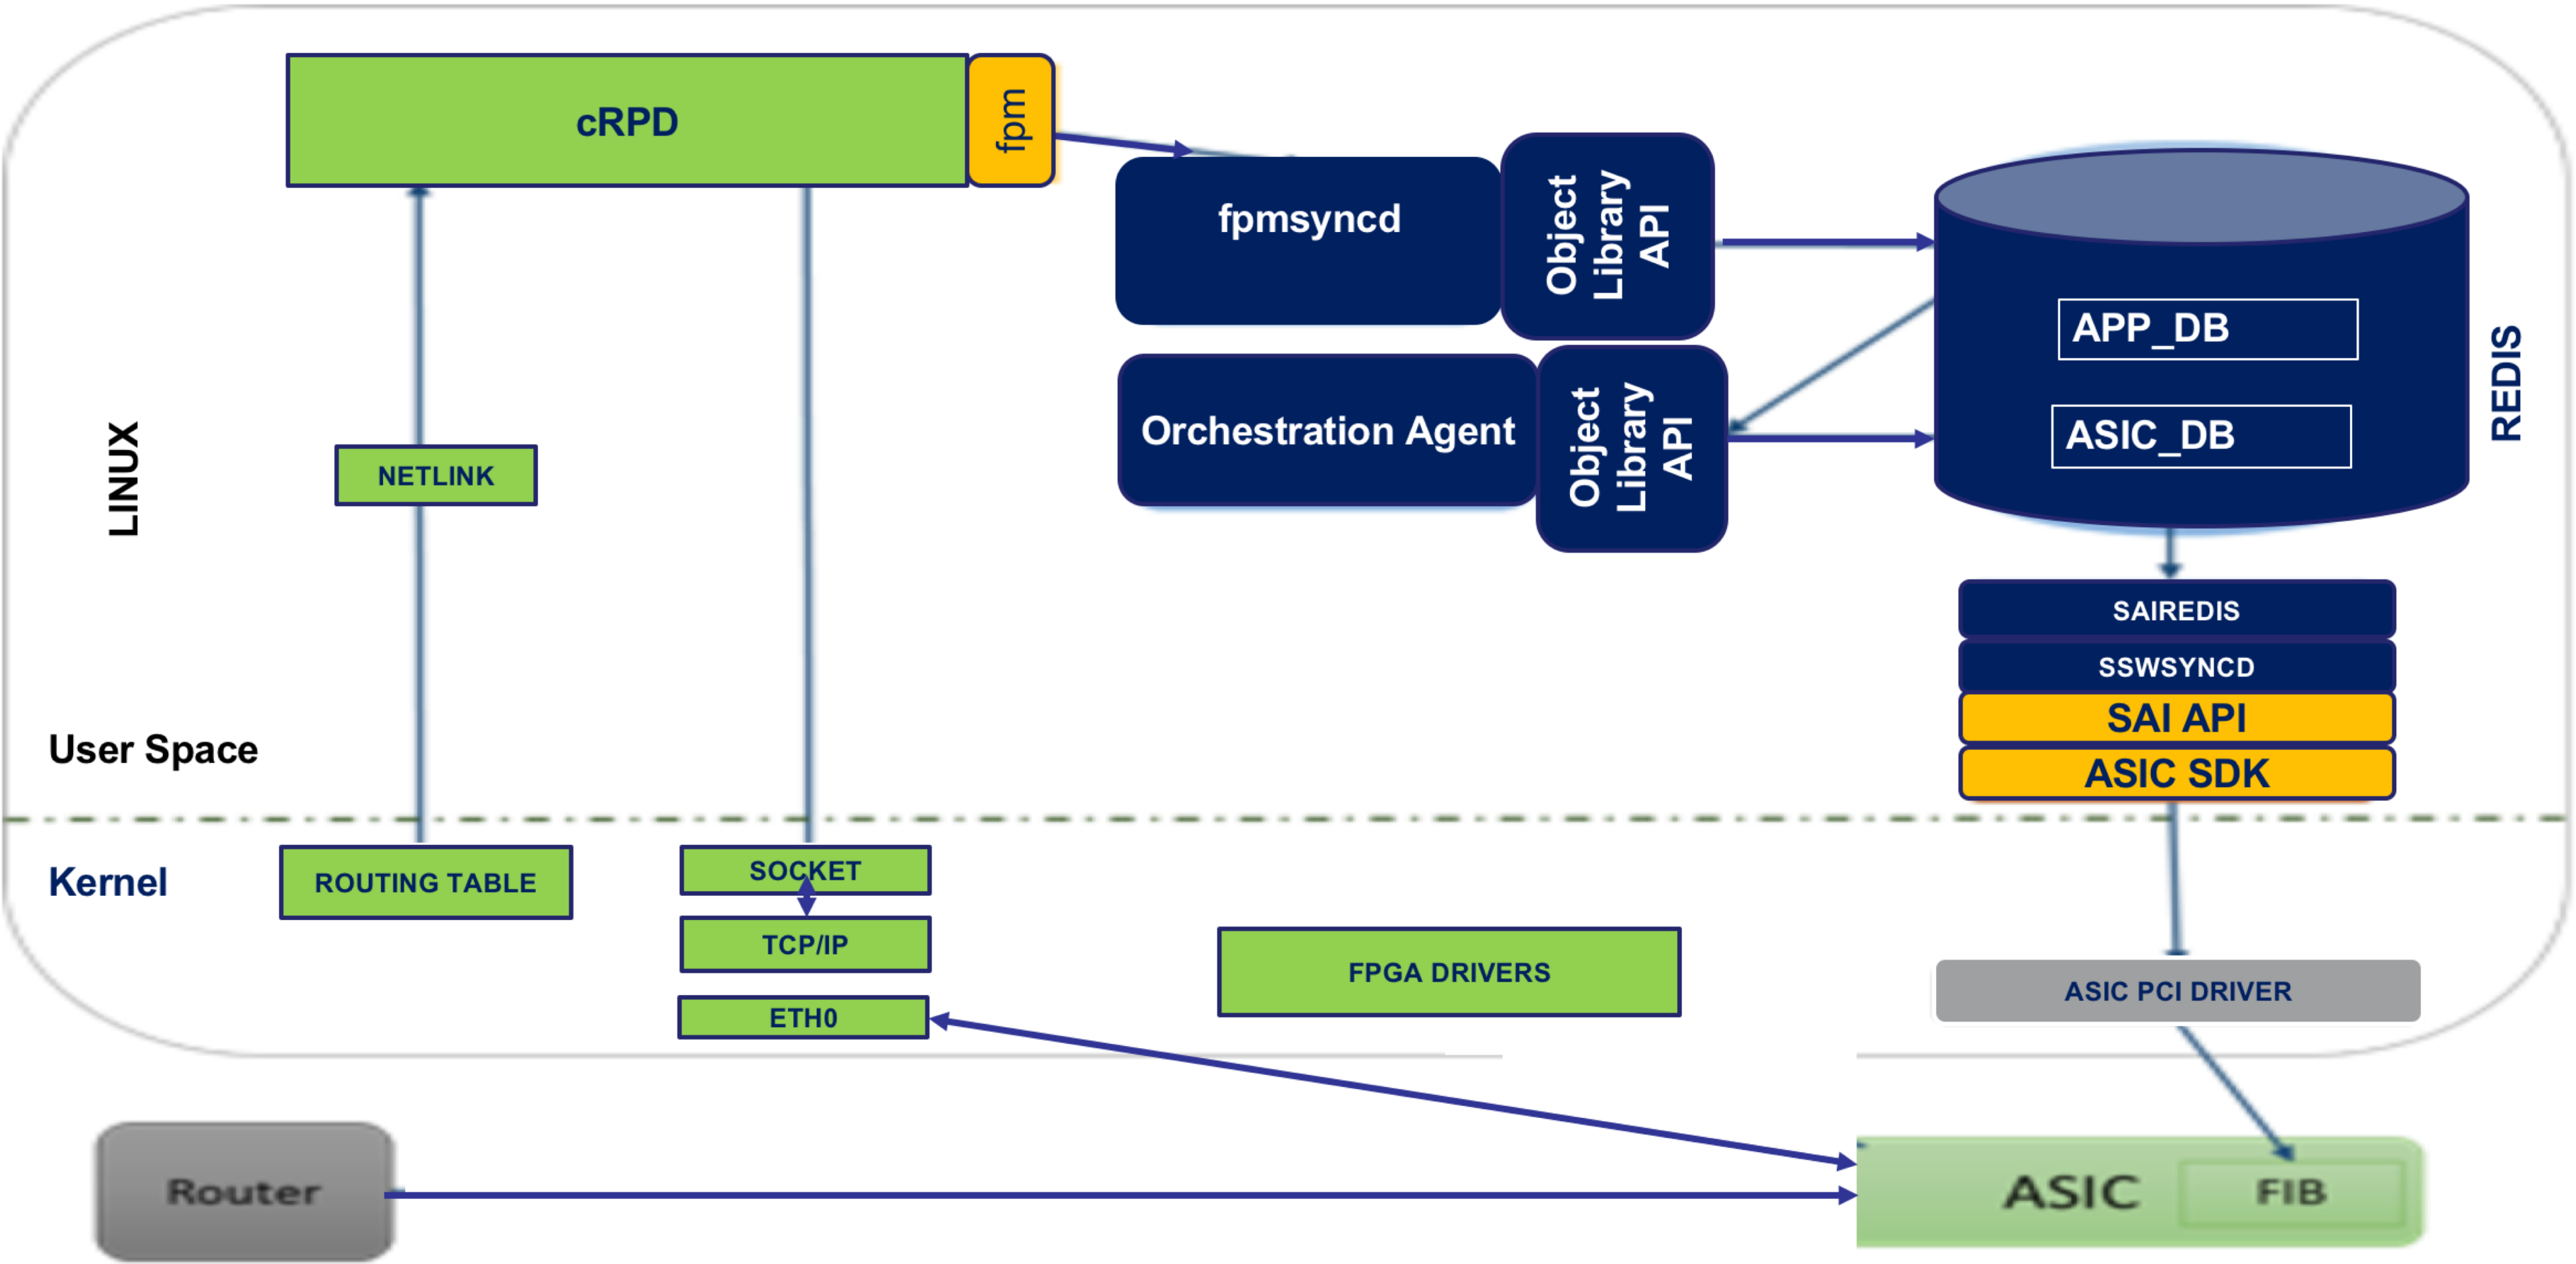 cRPD
fpm
fpmsyncd
Object
Library
API
APP_DB
ASIC_DB
REDIS
LINUX
NETLINK
Orchestration Agent
Object
Library
API
SAIREDIS
SSWSYNCD
SAI API
ASIC SDK
User Space
Kernel
ROUTING TABLE
SOCKET
TCP/IP
ETH0
FPGA DRIVERS
ASIC PCI DRIVER
Router
ASIC
FIB